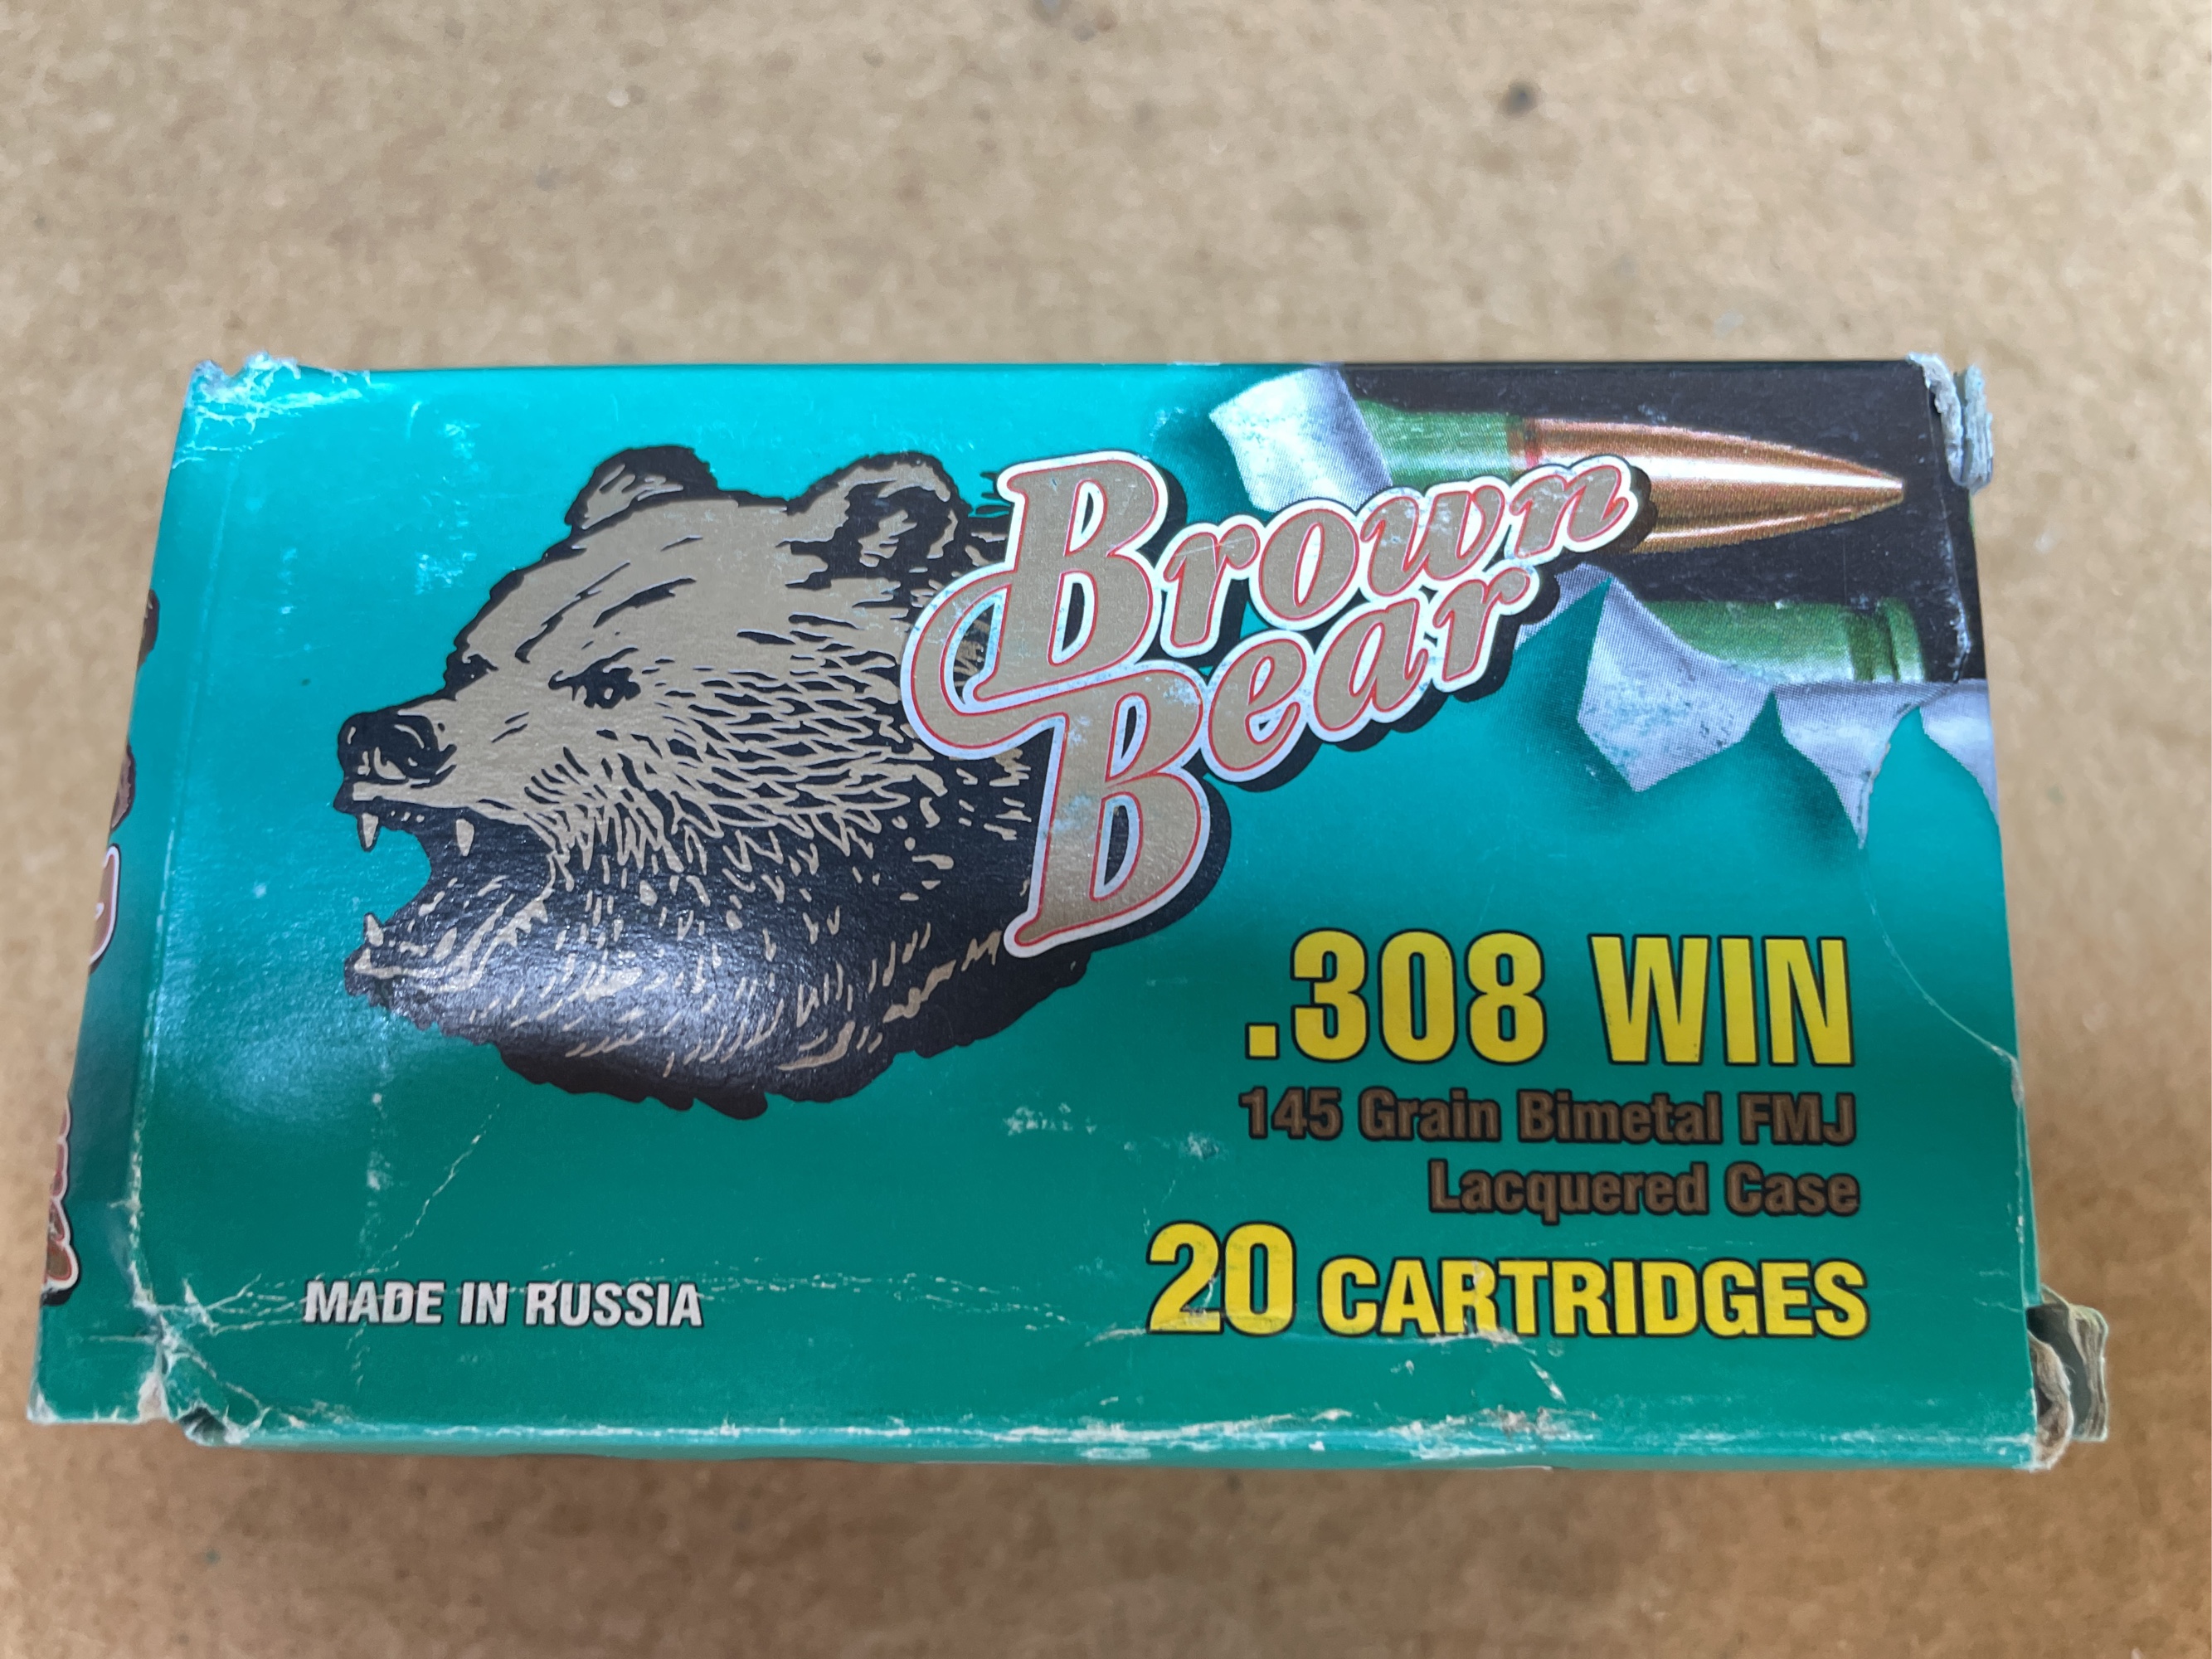 Brown
Bear
.308 WIN
145 Grain Bimetal FMJ
Lacquered Case
20 CARTRIDGES
MADE IN RUSSIA